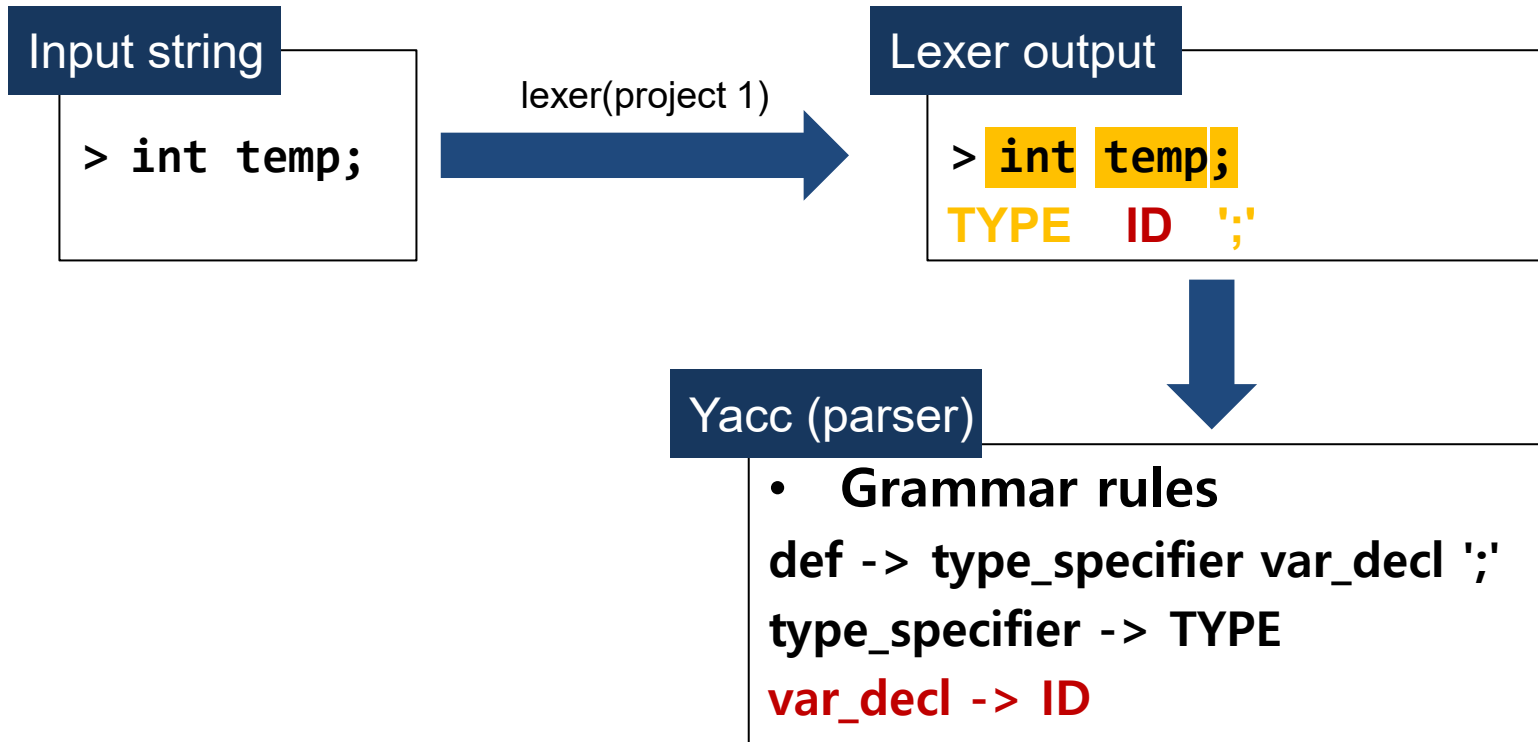 Input string
> int temp;
lexer(project 1)
Lexer output
> int temp;
TYPE ID ';'
Yacc (parser)
• Grammar rules
def -> type_specifier var_decl ';'
type_specifier -> TYPE
var_decl -> ID